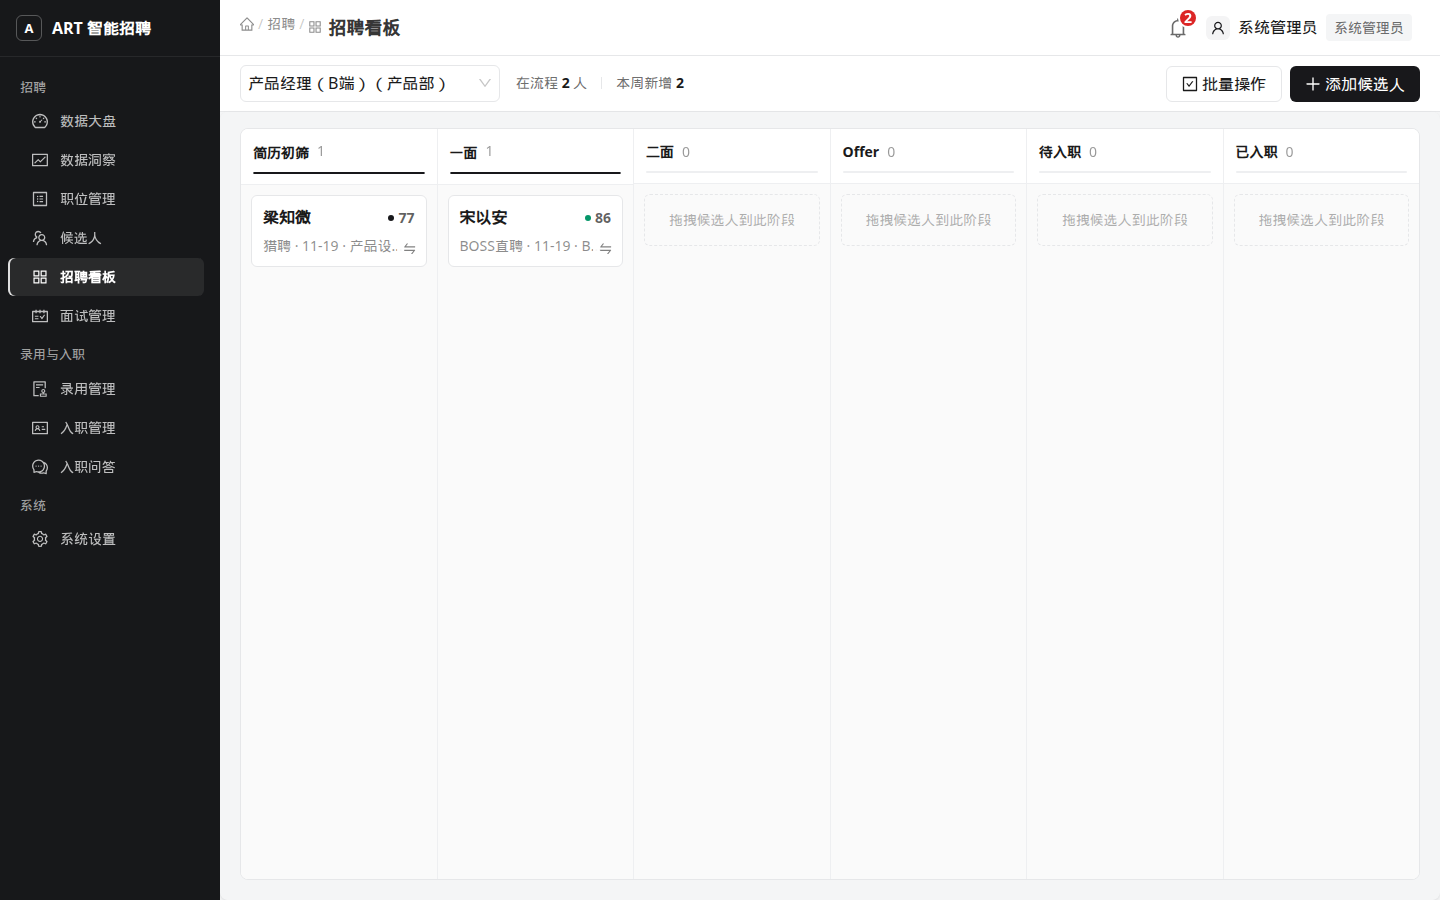 A ART 智能招聘
招聘
数据大盘
数据洞察
职位管理
候选人
招聘看板
面试管理
录用与入职
录用管理
入职管理
入职问答
系统
系统设置
/ 招聘 / 招聘看板
2
系统管理员 系统管理员
产品经理（B端）（产品部） 在流程 2 人 本周新增 2
批量操作 添加候选人
简历初筛 1
一面 1
二面 0
Offer 0
待入职 0
已入职 0
梁知微 77
猎聘 · 11-19 · 产品设..
宋以安 86
BOSS直聘 · 11-19 · B.
拖拽候选人到此阶段
拖拽候选人到此阶段
拖拽候选人到此阶段
拖拽候选人到此阶段